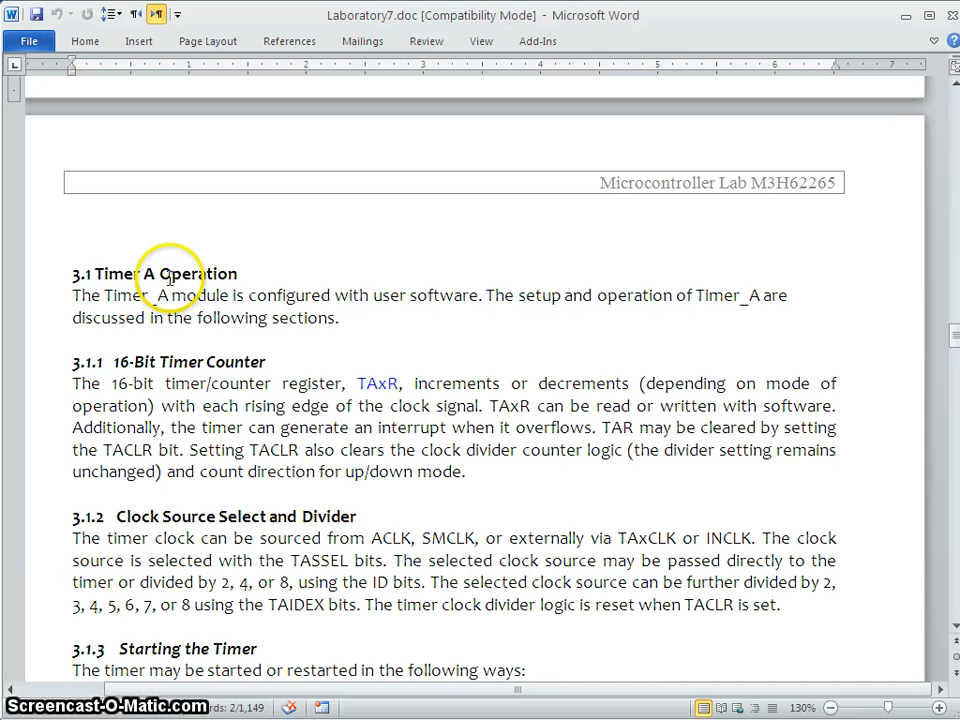 Laboratory7.doc [Compatibility Mode] - Microsoft Word
File Home Insert Page Layout References Mailings Review View Add-Ins
1 2 3 4 5 6 7
Microcontroller Lab M3H62265
3.1 Timer A Operation
The Timer_A module is configured with user software. The setup and operation of Timer_A are
discussed in the following sections.
3.1.1 16-Bit Timer Counter
The 16-bit timer/counter register, TAxR, increments or decrements (depending on mode of
operation) with each rising edge of the clock signal. TAxR can be read or written with software.
Additionally, the timer can generate an interrupt when it overflows. TAR may be cleared by setting
the TACLR bit. Setting TACLR also clears the clock divider counter logic (the divider setting remains
unchanged) and count direction for up/down mode.
3.1.2 Clock Source Select and Divider
The timer clock can be sourced from ACLK, SMCLK, or externally via TAxCLK or INCLK. The clock
source is selected with the TASSEL bits. The selected clock source may be passed directly to the
timer or divided by 2, 4, or 8, using the ID bits. The selected clock source can be further divided by 2,
3, 4, 5, 6, 7, or 8 using the TAIDEX bits. The timer clock divider logic is reset when TACLR is set.
3.1.3 Starting the Timer
The timer may be started or restarted in the following ways:
Screencast-O-Matic.com rds: 2/1,149 130%